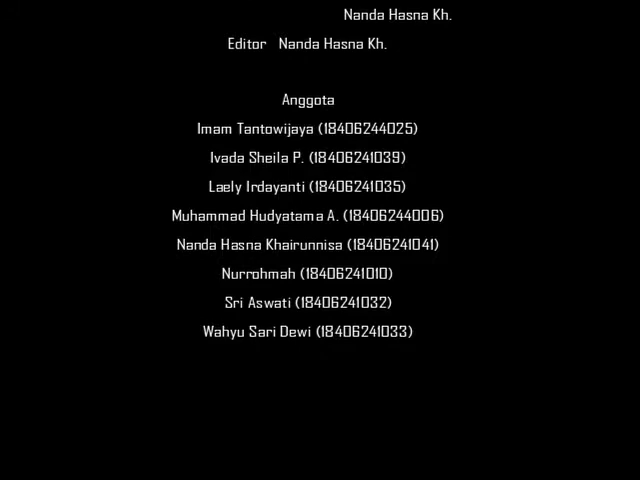 Nanda Hasna Kh.
Editor Nanda Hasna Kh.
Anggota
Imam Tantowijaya (18406244025)
Ivada Sheila P. (18406241039)
Laely Irdayanti (18406241035)
Muhammad Hudyatama A. (18406244006)
Nanda Hasna Khairunnisa (18406241041)
Nurrohmah (18406241010)
Sri Aswati (18406241032)
Wahyu Sari Dewi (18406241033)